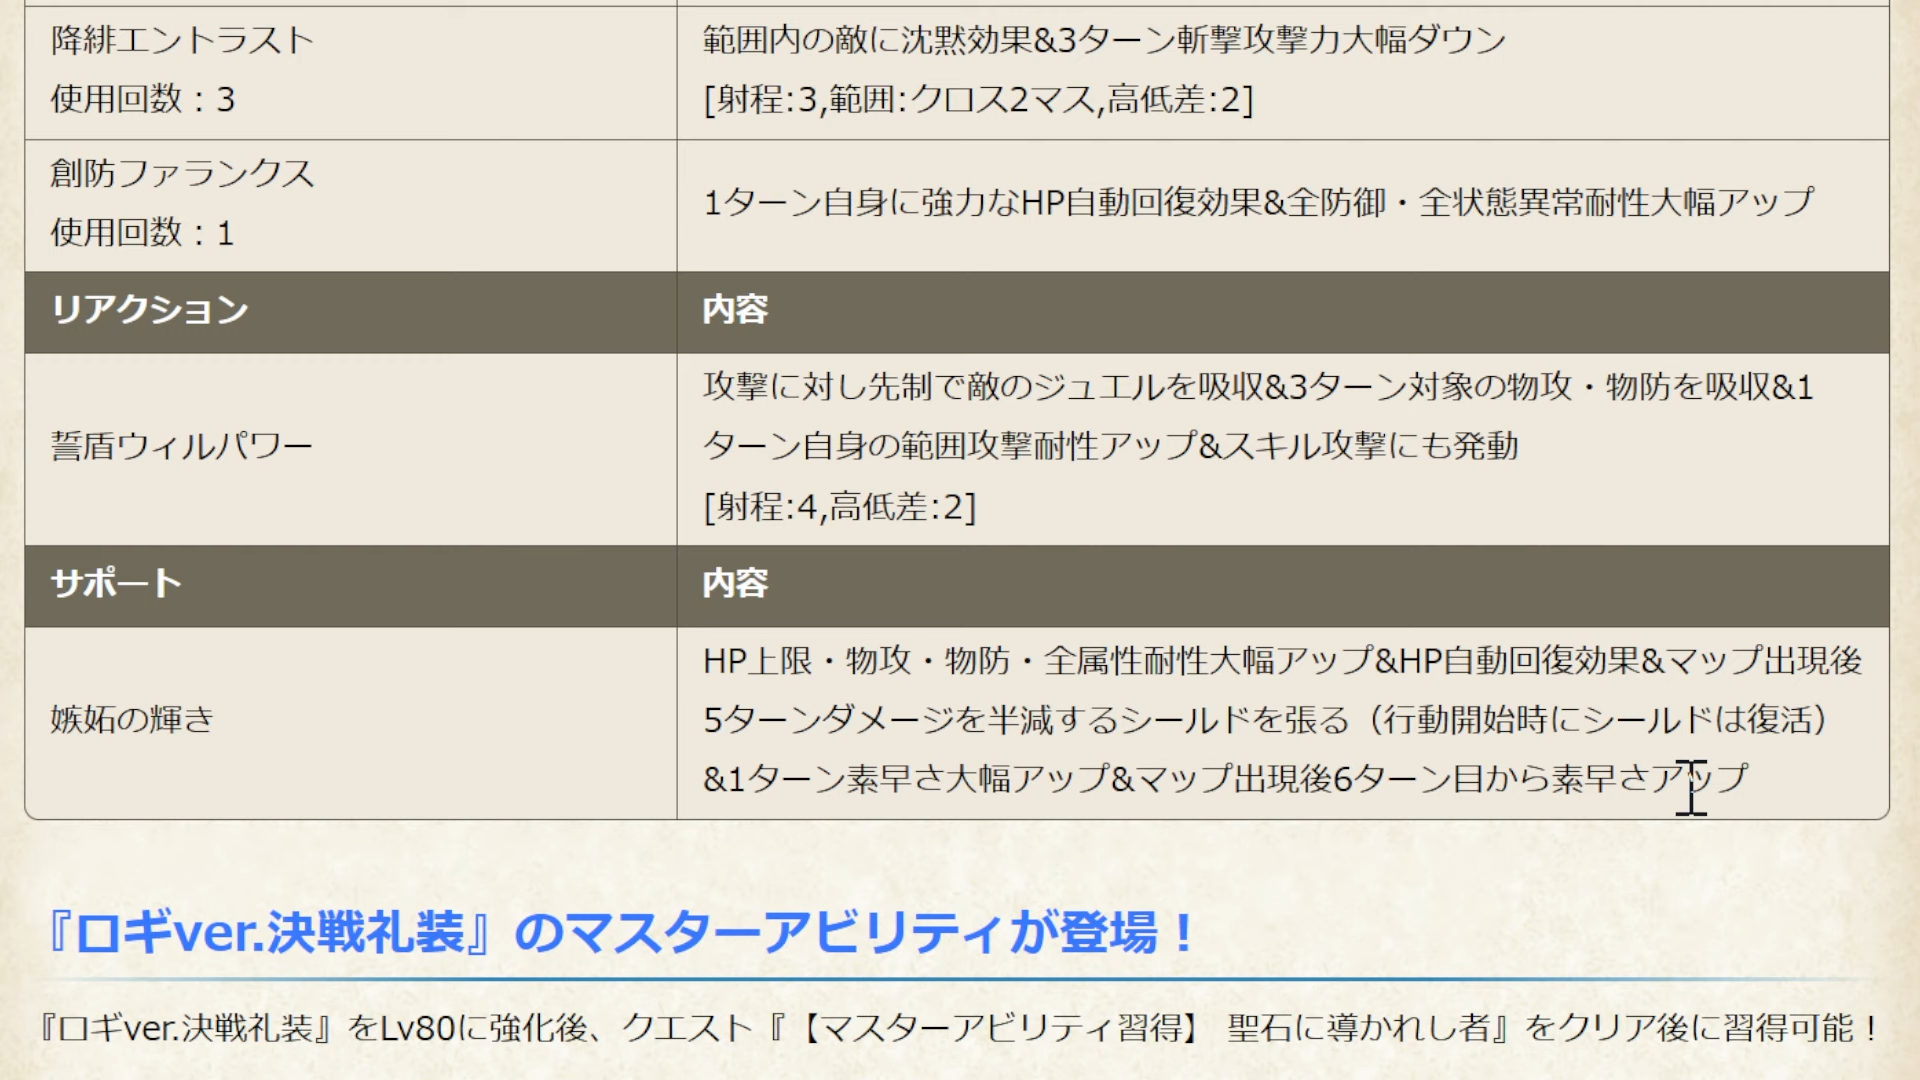 降緋エントラスト
使用回数：3
範囲内の敵に沈黙効果&3ターン斬撃攻撃力大幅ダウン
[射程:3,範囲:クロス2マス,高低差:2]
創防ファランクス
使用回数：1
1ターン自身に強力なHP自動回復効果&全防御・全状態異常耐性大幅アップ
リアクション
内容
誓盾ウィルパワー
攻撃に対し先制で敵のジュエルを吸収&3ターン対象の物攻・物防を吸収&1
ターン自身の範囲攻撃耐性アップ&スキル攻撃にも発動
[射程:4,高低差:2]
サポート
内容
嫉妬の輝き
HP上限・物攻・物防・全属性耐性大幅アップ&HP自動回復効果&マップ出現後
5ターンダメージを半減するシールドを張る（行動開始時にシールドは復活）
&1ターン素早さ大幅アップ&マップ出現後6ターン目から素早さアップ
『ロギver.決戦礼装』のマスターアビリティが登場！
『ロギver.決戦礼装』をLv80に強化後、クエスト『【マスターアビリティ習得】 聖石に導かれし者』をクリア後に習得可能！